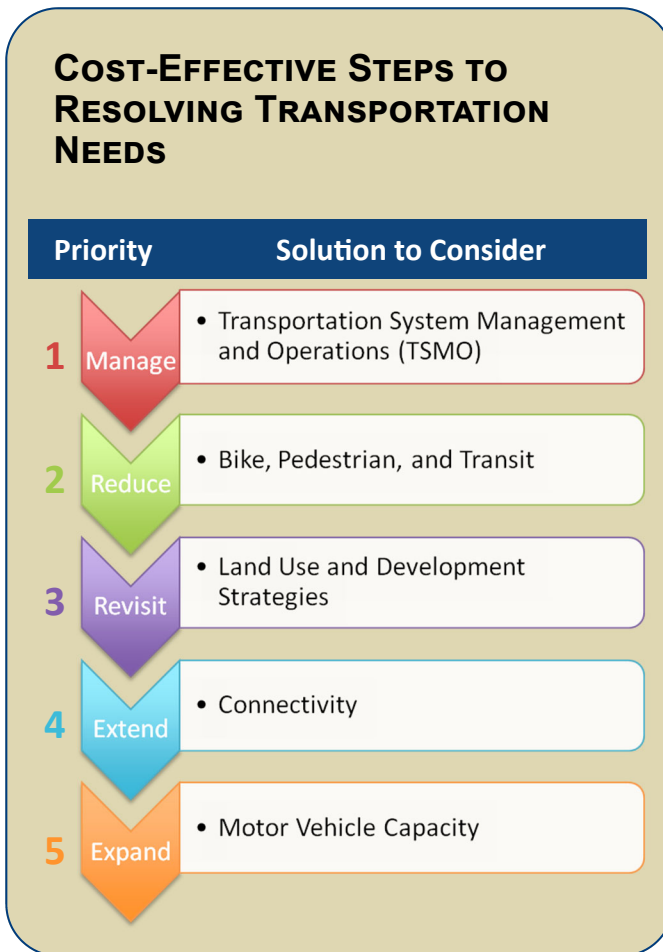 Cost-Effective Steps to
Resolving Transportation
Needs
Priority Solution to Consider
1 Manage • Transportation System Management
and Operations (TSMO)
2 Reduce • Bike, Pedestrian, and Transit
3 Revisit • Land Use and Development
Strategies
4 Extend • Connectivity
5 Expand • Motor Vehicle Capacity